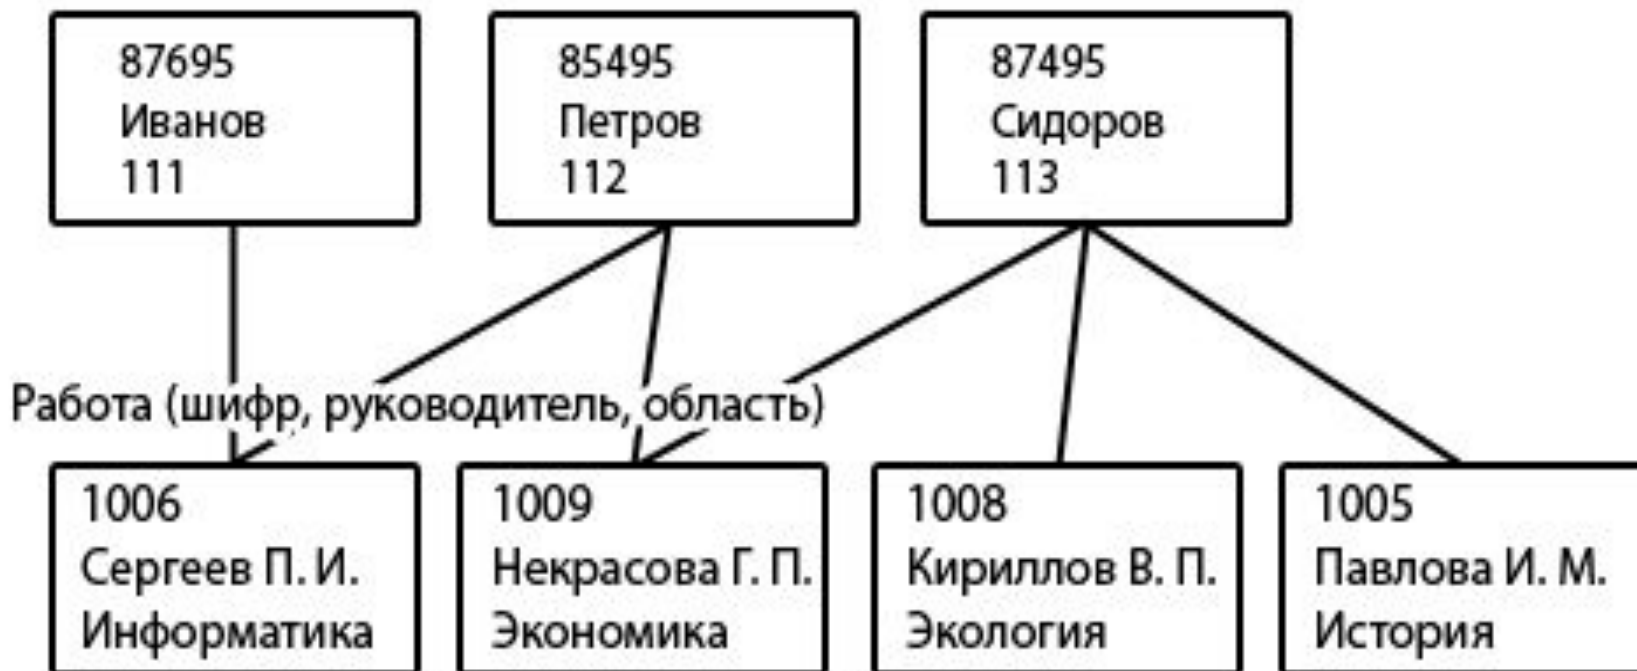 87695
Иванов
111
85495
Петров
112
87495
Сидоров
113
Работа (шифр, руководитель, область)
1006
Сергеев П. И.
Информатика
1009
Некрасова Г. П.
Экономика
1008
Кириллов В. П.
Экология
1005
Павлова И. М.
История